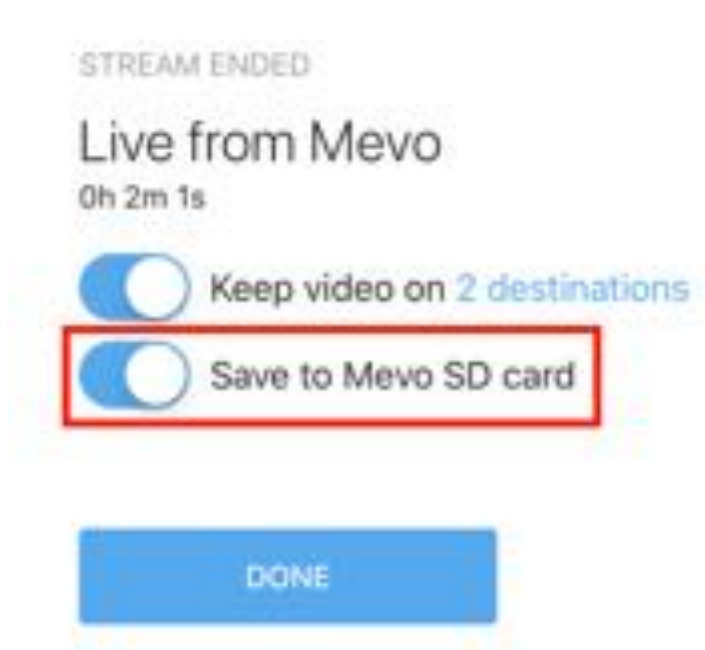 STREAM ENDED
Live from Mevo
0h 2m 1s
Keep video on 2 destinations
Save to Mevo SD card
DONE